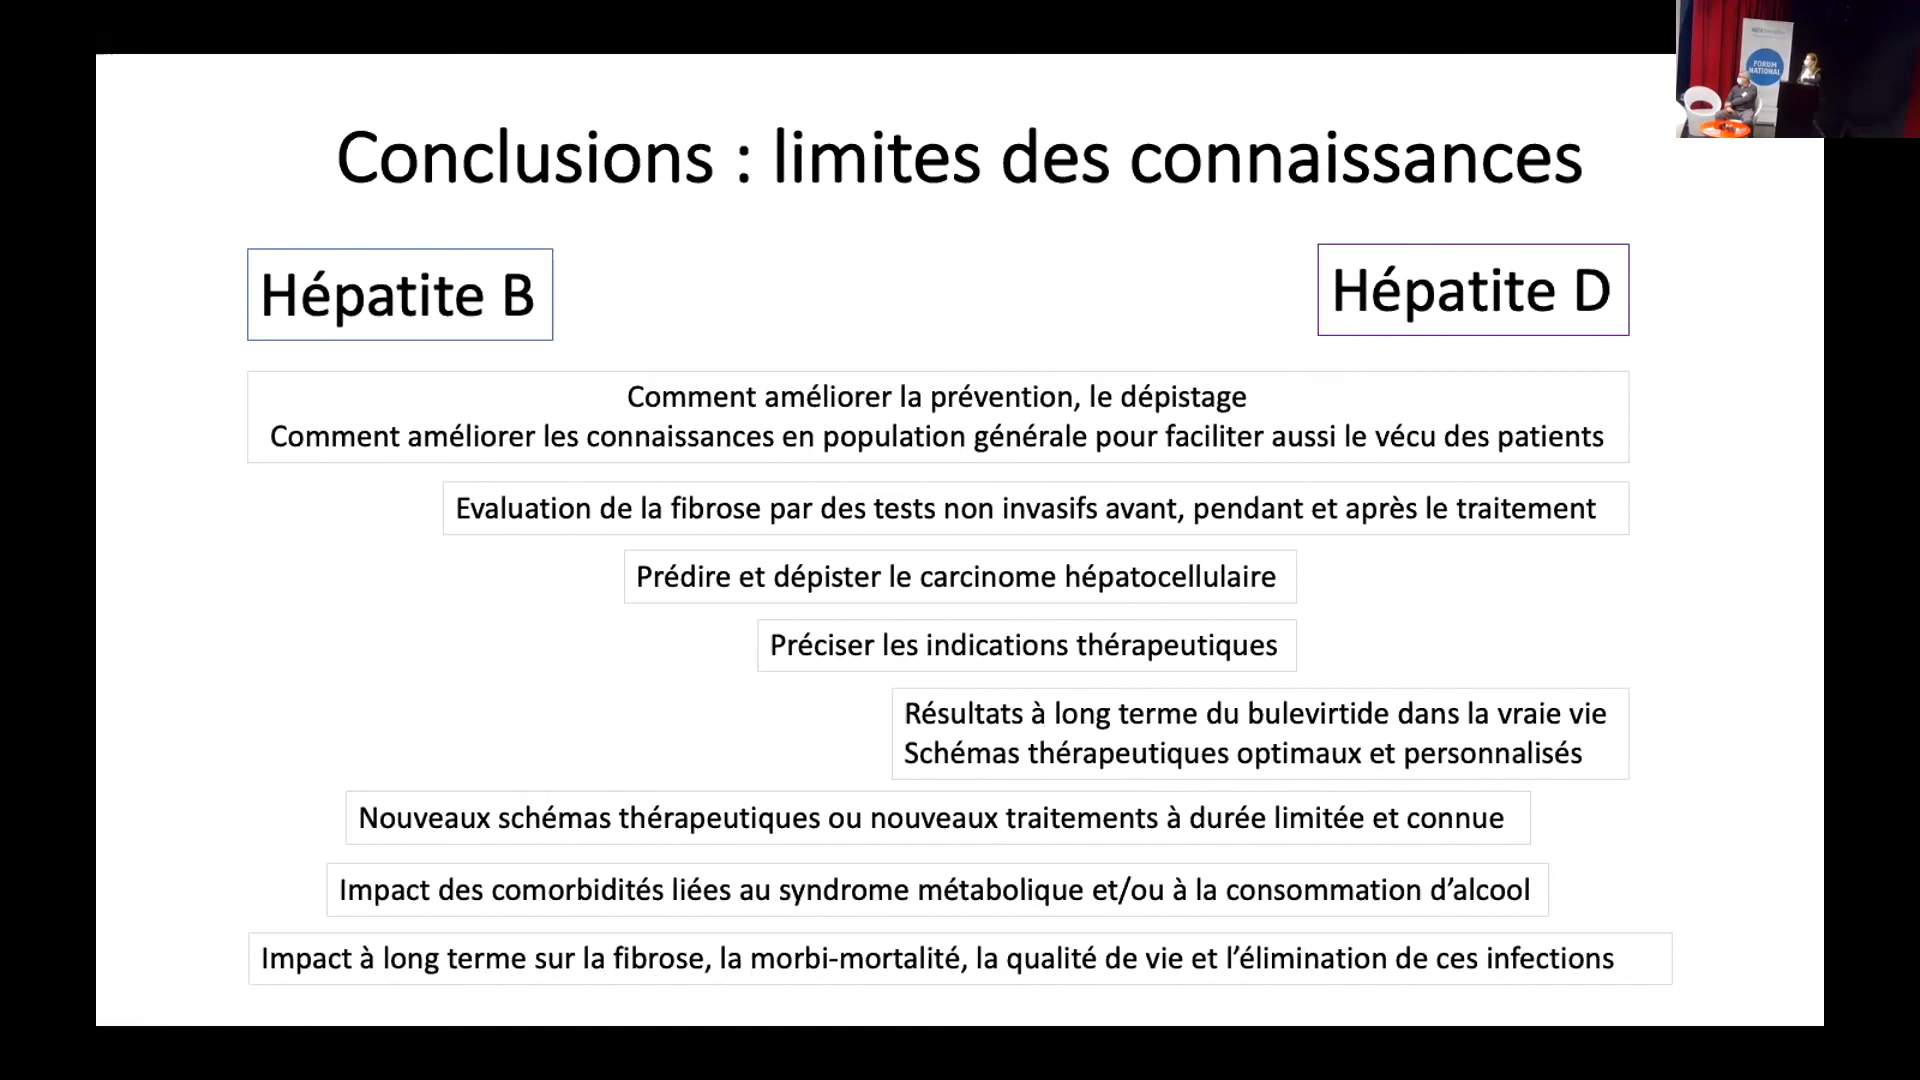 Conclusions : limites des connaissances
Hépatite B
Hépatite D
Comment améliorer la prévention, le dépistage
Comment améliorer les connaissances en population générale pour faciliter aussi le vécu des patients
Evaluation de la fibrose par des tests non invasifs avant, pendant et après le traitement
Prédire et dépister le carcinome hépatocellulaire
Préciser les indications thérapeutiques
Résultats à long terme du bulevirtide dans la vraie vie
Schémas thérapeutiques optimaux et personnalisés
Nouveaux schémas thérapeutiques ou nouveaux traitements à durée limitée et connue
Impact des comorbidités liées au syndrome métabolique et/ou à la consommation d’alcool
Impact à long terme sur la fibrose, la morbi-mortalité, la qualité de vie et l’élimination de ces infections
FORUM
NATIONAL